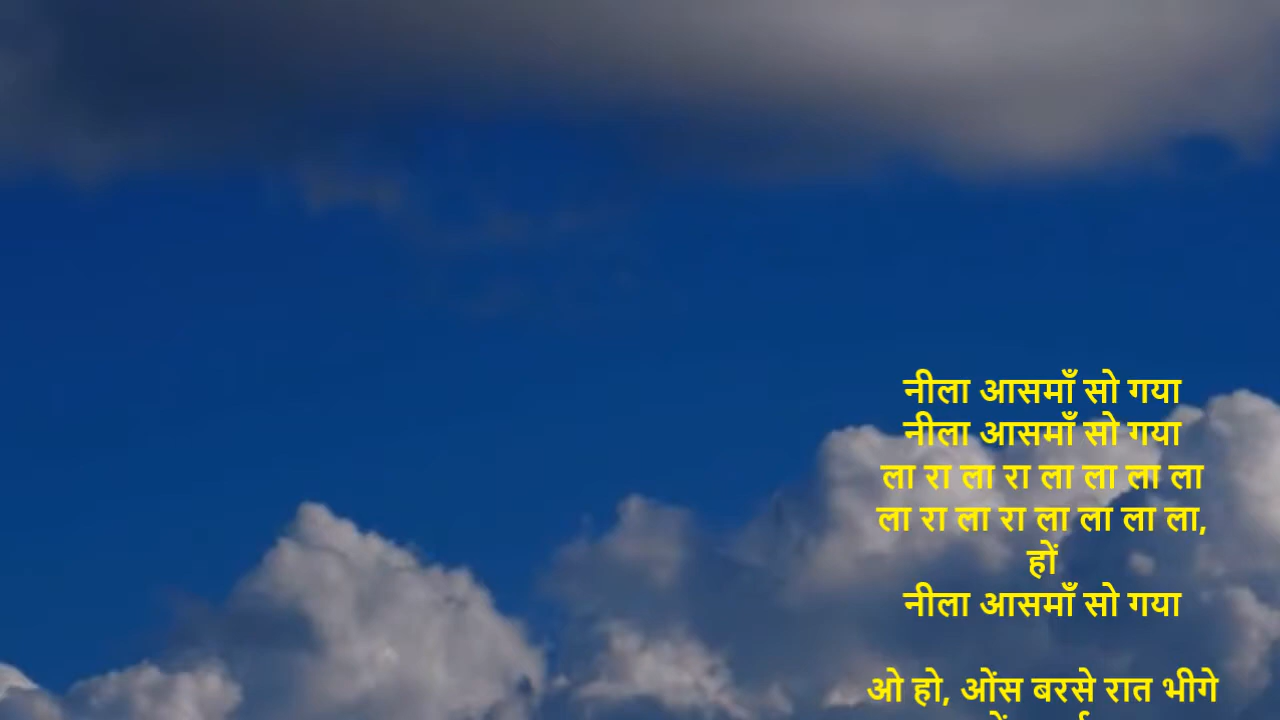 नीला आसमाँ सो गया
नीला आसमाँ सो गया
ला रा ला रा ला ला ला ला
ला रा ला रा ला ला ला ला,
हों
नीला आसमाँ सो गया
ओ हो, ओंस बरसे रात भीगे